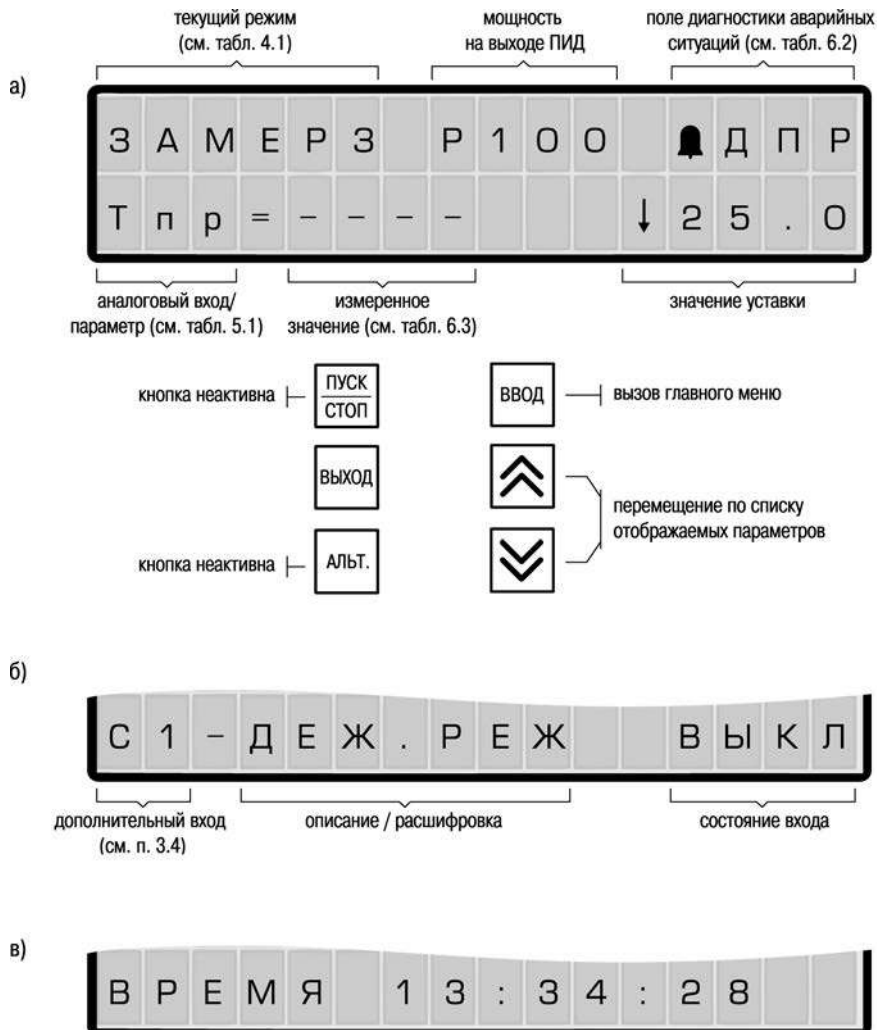 текущий режим
(см. табл. 4.1)
мощность
на выходе ПИД
поле диагностики аварийных
ситуаций (см. табл. 6.2)
а)
ЗАМЕРЗ Р100 ДПР
Тпр=---- ↓25.0
аналоговый вход/
параметр (см. табл. 5.1)
измеренное
значение (см. табл. 6.3)
значение уставки
кнопка неактивна
ПУСК
СТОП
ВВОД
вызов главного меню
ВЫХОД
перемещение по списку
отображаемых параметров
кнопка неактивна
АЛЬТ.
б)
С1-ДЕЖ.РЕЖ ВЫКЛ
дополнительный вход
(см. п. 3.4)
описание / расшифровка
состояние входа
в)
ВРЕМЯ 13:34:28